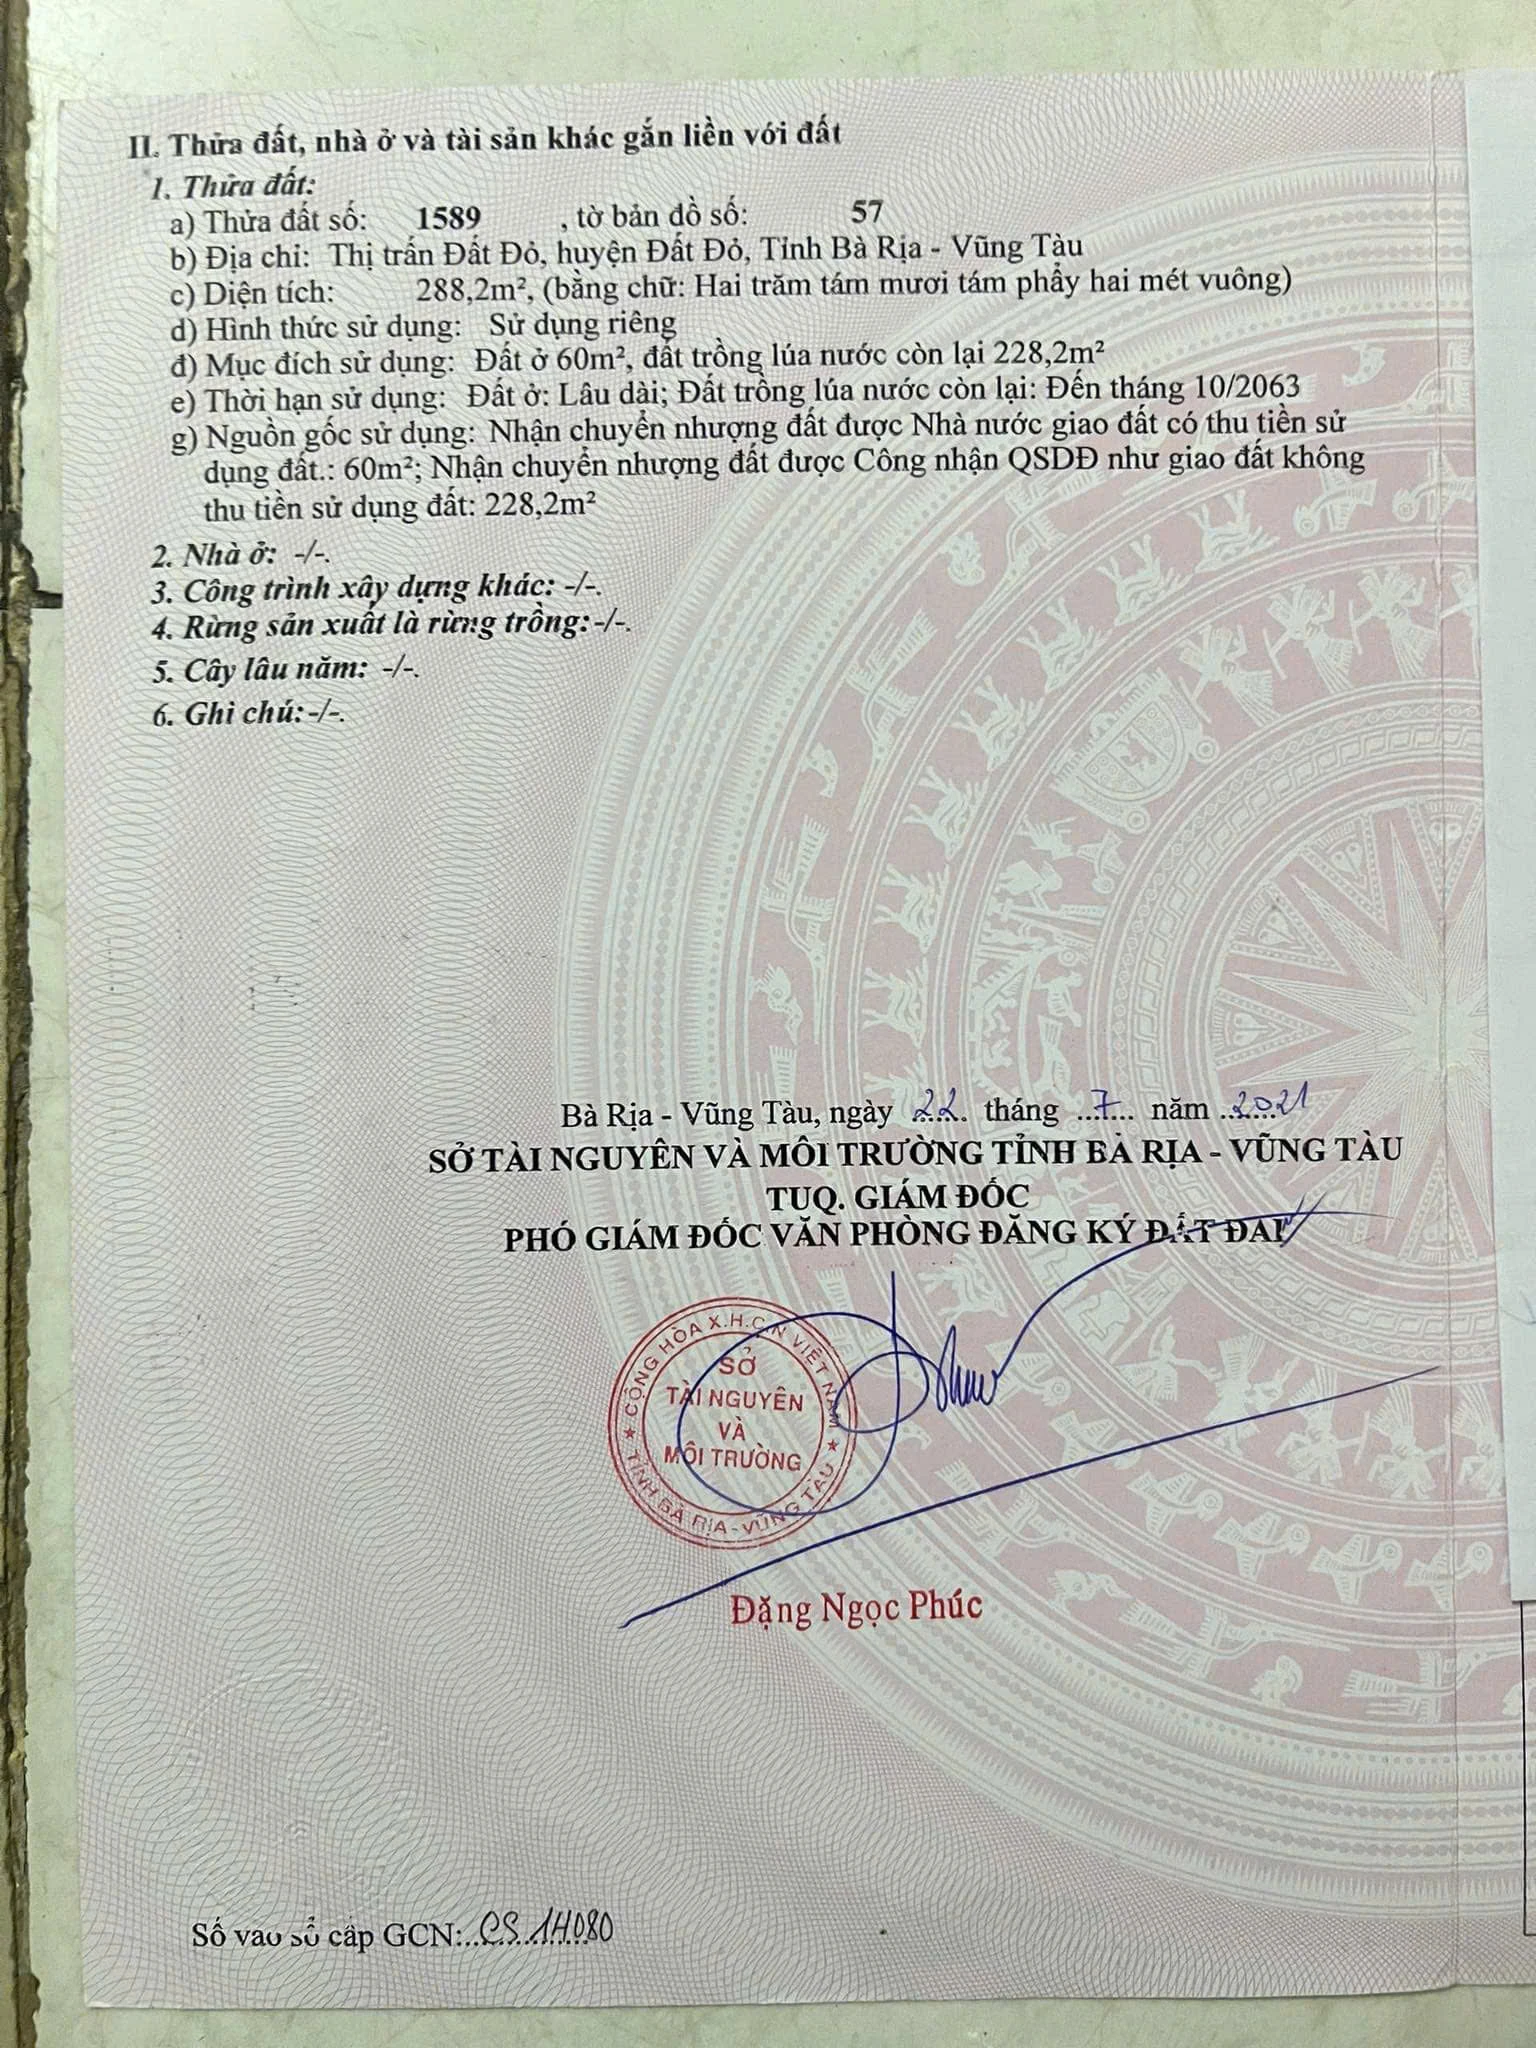 II. Thửa đất, nhà ở và tài sản khác gắn liền với đất
1. Thửa đất:
a) Thửa đất số: 1589 , tờ bản đồ số: 57
b) Địa chỉ: Thị trấn Đất Đỏ, huyện Đất Đỏ, Tỉnh Bà Rịa - Vũng Tàu
c) Diện tích: 288,2m², (bằng chữ: Hai trăm tám mươi tám phẩy hai mét vuông)
d) Hình thức sử dụng: Sử dụng riêng
đ) Mục đích sử dụng: Đất ở 60m², đất trồng lúa nước còn lại 228,2m²
e) Thời hạn sử dụng: Đất ở: Lâu dài; Đất trồng lúa nước còn lại: Đến tháng 10/2063
g) Nguồn gốc sử dụng: Nhận chuyển nhượng đất được Nhà nước giao đất có thu tiền sử
dụng đất.: 60m²; Nhận chuyển nhượng đất được Công nhận QSDĐ như giao đất không
thu tiền sử dụng đất: 228,2m²
2. Nhà ở: -/-.
3. Công trình xây dựng khác: -/-.
4. Rừng sản xuất là rừng trồng: -/-.
5. Cây lâu năm: -/-.
6. Ghi chú: -/-.
Bà Rịa - Vũng Tàu, ngày 22 tháng 7 năm 2021
SỞ TÀI NGUYÊN VÀ MÔI TRƯỜNG TỈNH BÀ RỊA - VŨNG TÀU
TUQ. GIÁM ĐỐC
PHÓ GIÁM ĐỐC VĂN PHÒNG ĐĂNG KÝ ĐẤT ĐAI
CỘNG HÒA X.H.C.N VIỆT NAM
SỞ
TÀI NGUYÊN
VÀ
MÔI TRƯỜNG
TỈNH BÀ RỊA - VŨNG TÀU
Đặng Ngọc Phúc
Số vào sổ cấp GCN: CS 14080